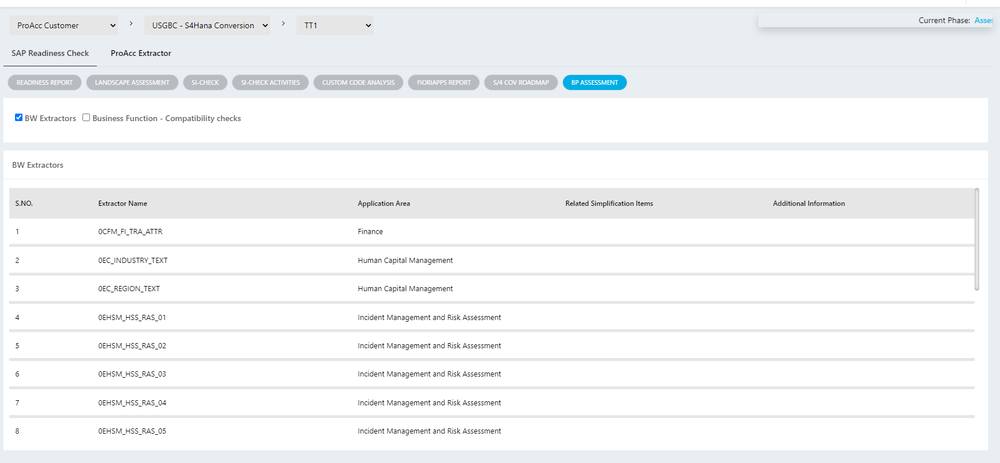 ProAcc Customer > USGBC - S4Hana Conversion > TT1
Current Phase: Asses
SAP Readiness Check ProAcc Extractor
READINESS REPORT LANDSCAPE ASSESSMENT SI-CHECK SI-CHECK ACTIVITIES CUSTOM CODE ANALYSIS FIORIAPPS REPORT S/4 COV ROADMAP BP ASSESSMENT
BW Extractors Business Function - Compatibility checks
BW Extractors
S.NO. Extractor Name Application Area Related Simplification Items Additional Information
1 0CFM_FI_TRA_ATTR Finance
2 0EC_INDUSTRY_TEXT Human Capital Management
3 0EC_REGION_TEXT Human Capital Management
4 0EHSM_HSS_RAS_01 Incident Management and Risk Assessment
5 0EHSM_HSS_RAS_02 Incident Management and Risk Assessment
6 0EHSM_HSS_RAS_03 Incident Management and Risk Assessment
7 0EHSM_HSS_RAS_04 Incident Management and Risk Assessment
8 0EHSM_HSS_RAS_05 Incident Management and Risk Assessment